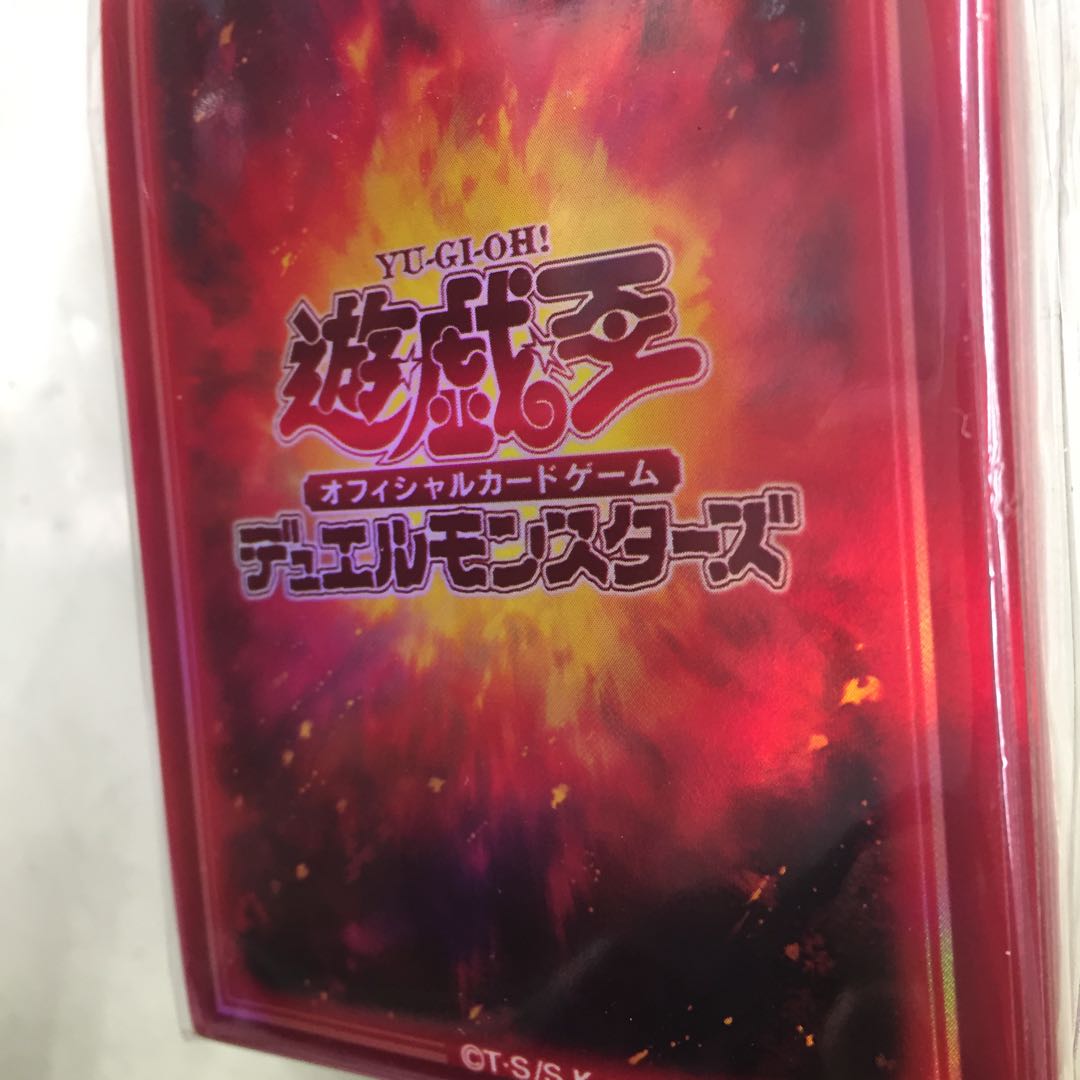 YU-GI-OH!
遊戯王
オフィシャルカードゲーム
デュエルモンスターズ
©T·S/S.K